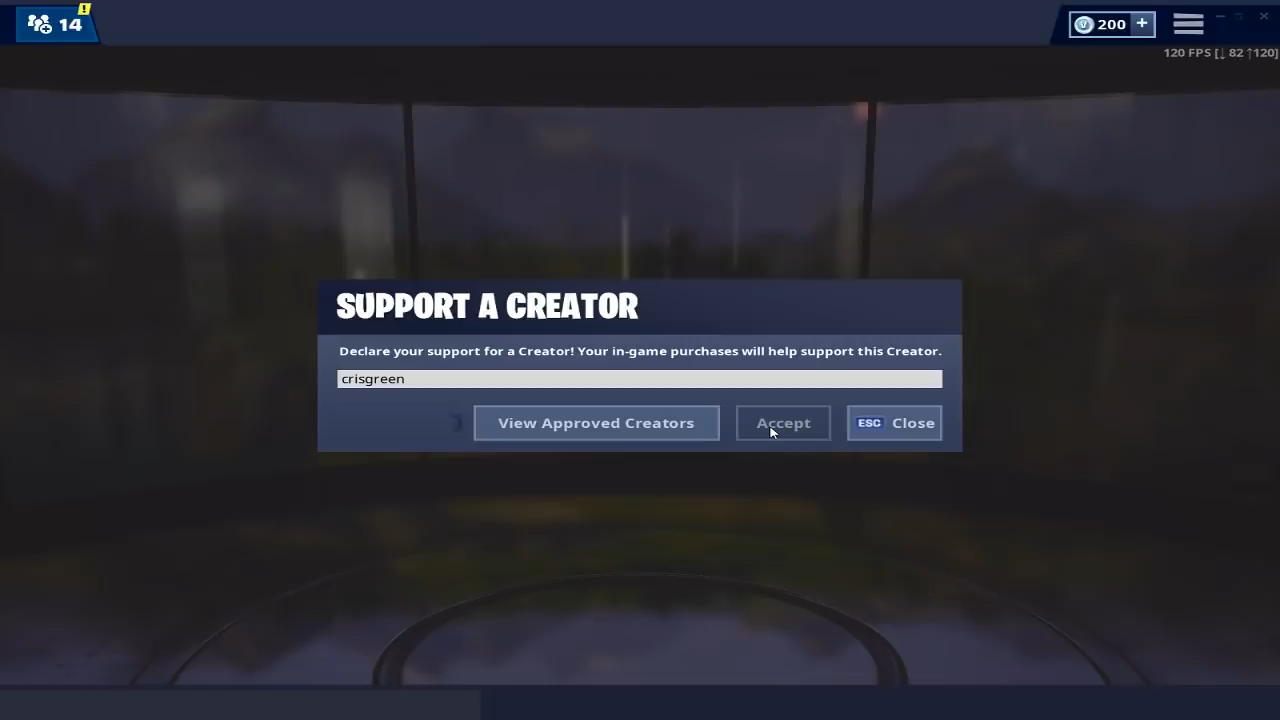 14
!
V 200 +
120 FPS [↓ 82 ↑120]
SUPPORT A CREATOR
Declare your support for a Creator! Your in-game purchases will help support this Creator.
crisgreen
View Approved Creators
Accept
ESC Close